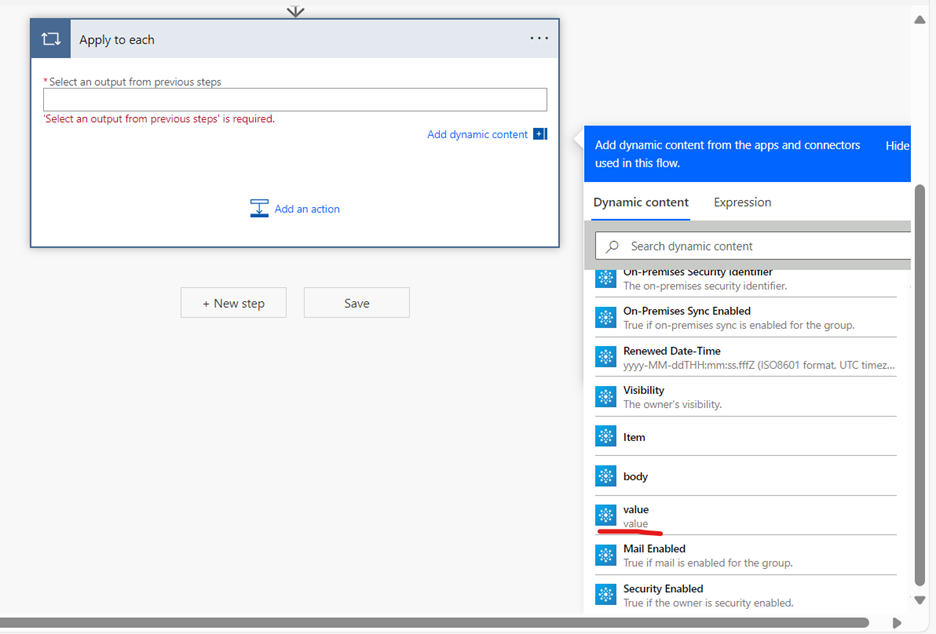 Apply to each
* Select an output from previous steps
'Select an output from previous steps' is required.
Add dynamic content
Add an action
+ New step
Save
Add dynamic content from the apps and connectors
used in this flow.
Hide
Dynamic content
Expression
Search dynamic content
On-Premises Security Identifier
The on-premises security identifier.
On-Premises Sync Enabled
True if on-premises sync is enabled for the group.
Renewed Date-Time
yyyy-MM-ddTHH:mm:ss.fffZ (ISO8601 format, UTC timez...
Visibility
The owner's visibility.
Item
body
value
value
Mail Enabled
True if mail is enabled for the group.
Security Enabled
True if the owner is security enabled.